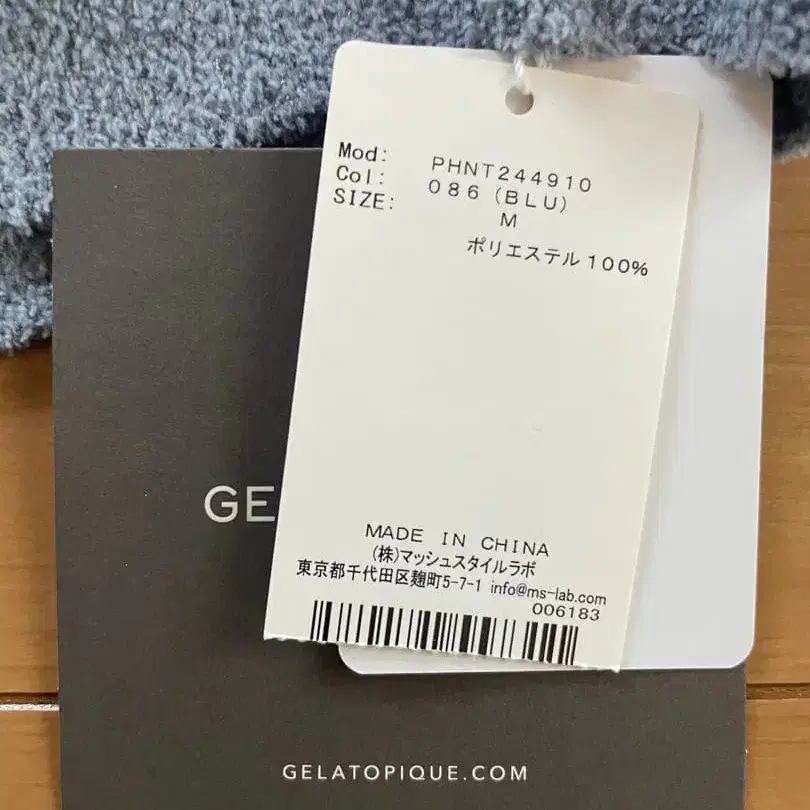 Mod: PHNT244910
Col: 086(BLU)
SIZE: M
ポリエステル100%
GE
MADE IN CHINA
(株)マッシュスタイルラボ
東京都千代田区麹町5-7-1 info@ms-lab.com
006183
GELATOPIQUE.COM